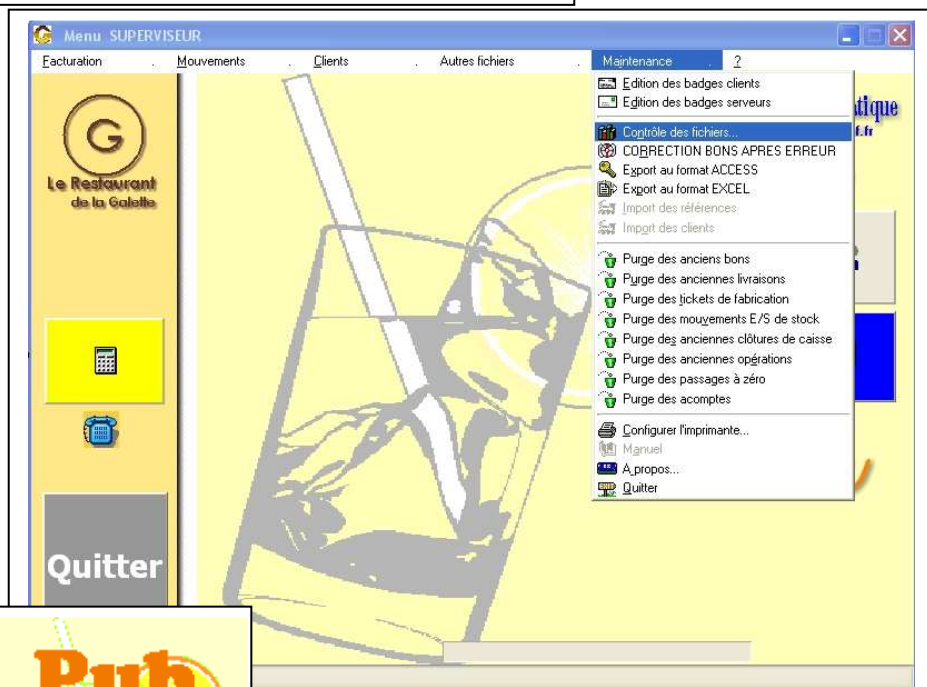 Menu SUPERVISEUR
Facturation . Mouvements . Clients . Autres fichiers . Maintenance . ?
Edition des badges clients
Edition des badges serveurs
Contrôle des fichiers...
CORRECTION BONS APRES ERREUR
Export au format ACCESS
Export au format EXCEL
Import des références
Import des clients
Purge des anciens bons
Purge des anciennes livraisons
Purge des tickets de fabrication
Purge des mouvements E/S de stock
Purge des anciennes clôtures de caisse
Purge des anciennes opérations
Purge des passages à zéro
Purge des acomptes
Configurer l'imprimante...
Manuel
A propos...
Quitter
tique
f.fr
G
Le Restaurant
de la Galette
Quitter
Pub